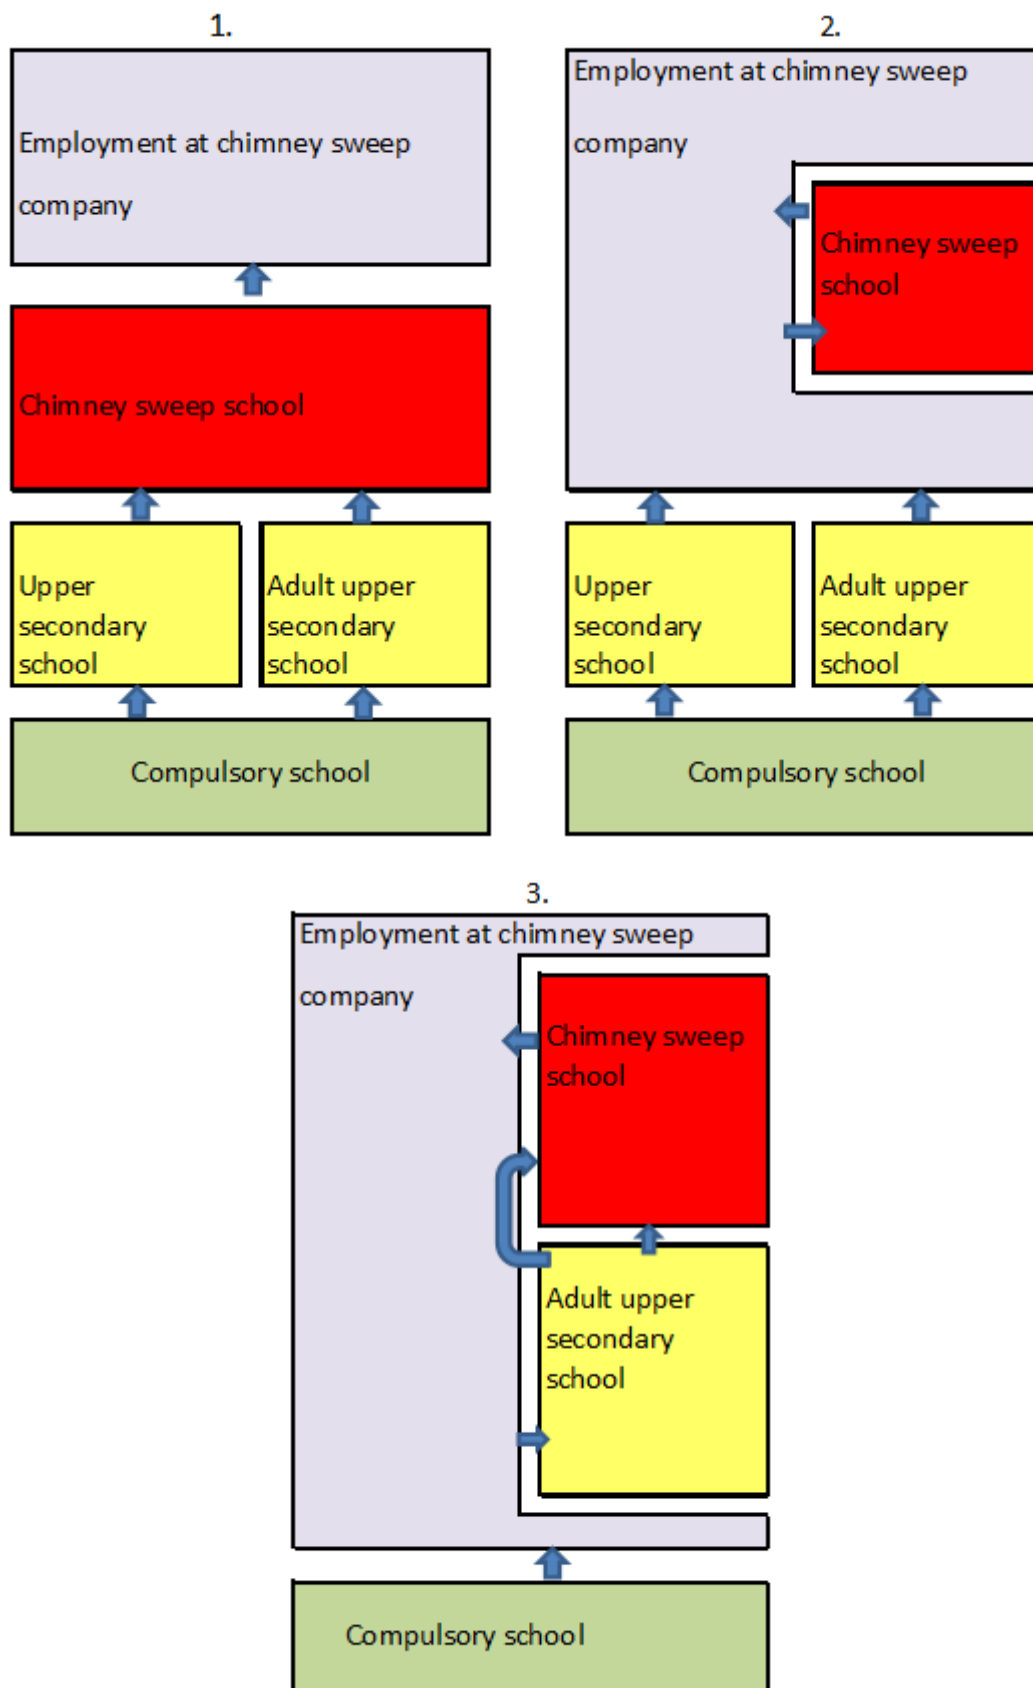 1.
Employment at chimney sweep
company
Chimney sweep school
Upper
secondary
school
Adult upper
secondary
school
Compulsory school
2.
Employment at chimney sweep
company
Chimney sweep
school
Upper
secondary
school
Adult upper
secondary
school
Compulsory school
3.
Employment at chimney sweep
company
Chimney sweep
school
Adult upper
secondary
school
Compulsory school